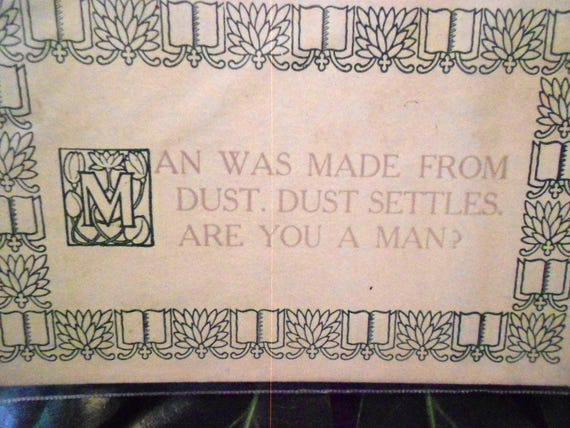 MAN WAS MADE FROM
DUST. DUST SETTLES.
ARE YOU A MAN?